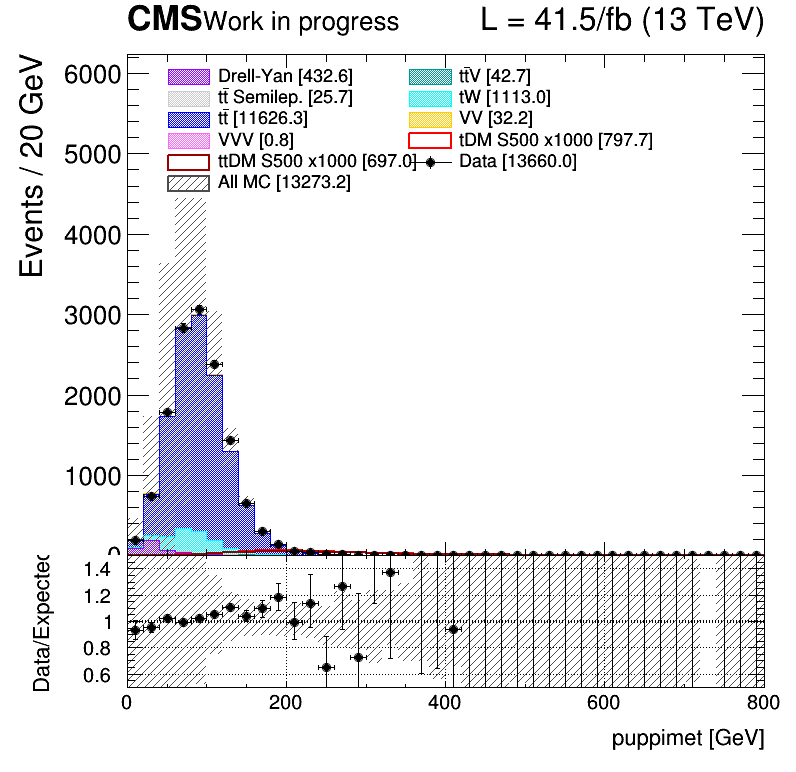 CMS Work in progress L = 41.5/fb (13 TeV)
Events / 20 GeV
6000
5000
4000
3000
2000
1000
0
Drell-Yan [432.6] tt̄V [42.7]
tt̄ Semilep. [25.7] tW [1113.0]
tt̄ [11626.3] VV [32.2]
VVV [0.8] tDM S500 x1000 [797.7]
ttDM S500 x1000 [697.0] Data [13660.0]
All MC [13273.2]
Data/Expected
1.4
1.2
1
0.8
0.6
0 200 400 600 800
puppimet [GeV]